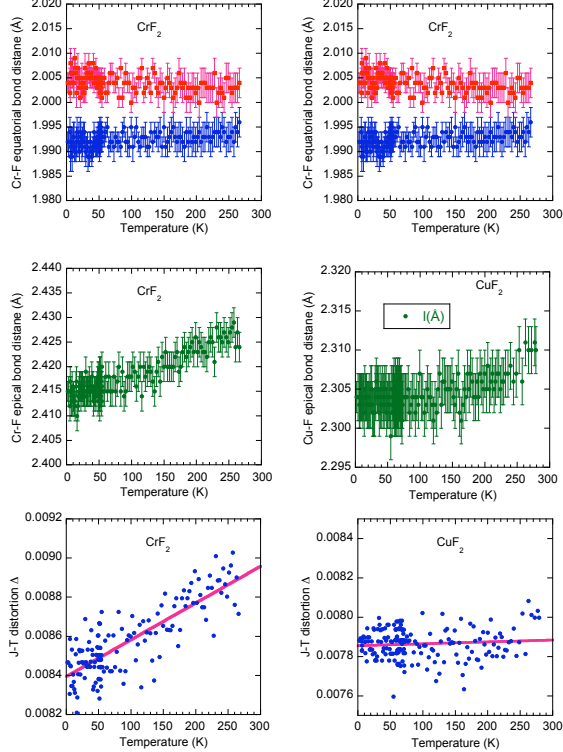 2.020
2.015
2.010
2.005
2.000
1.995
1.990
1.985
1.980
Cr-F equatorial bond distane (Å)
CrF2
0 50 100 150 200 250 300
Temperature (K)
2.020
2.015
2.010
2.005
2.000
1.995
1.990
1.985
1.980
Cr-F equatorial bond distane (Å)
CrF2
0 50 100 150 200 250 300
Temperature (K)
2.440
2.430
2.420
2.415
2.410
2.405
2.400
Cr-F epical bond distane (Å)
CrF2
0 50 100 150 200 250 300
Temperature (K)
2.320
2.315
2.310
2.305
2.300
2.295
Cu-F epical bond distane (Å)
CuF2
l(Å)
0 50 100 150 200 250 300
Temperature (K)
0.0092
0.0090
0.0088
0.0086
0.0084
0.0082
J-T distortion Δ
CrF2
0 50 100 150 200 250 300
Temperature (K)
0.0084
0.0082
0.0080
0.0078
0.0076
J-T distortion Δ
CuF2
0 50 100 150 200 250 300
Temperature (K)